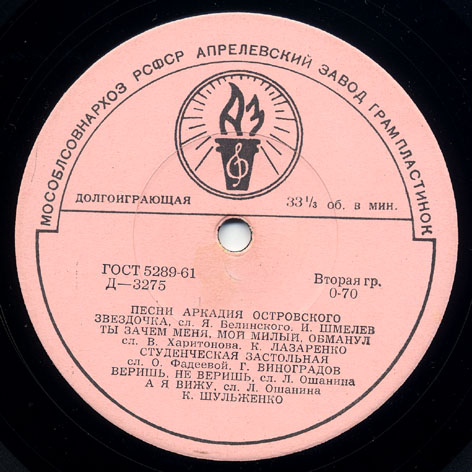 МОСОБЛСОВНАРХОЗ РСФСР АПРЕЛЕВСКИЙ ЗАВОД ГРАМПЛАСТИНОК
АЗ
ДОЛГОИГРАЮЩАЯ 33⅓ об. в мин.
ГОСТ 5289-61 Вторая гр.
Д—3275 0-70
ПЕСНИ АРКАДИЯ ОСТРОВСКОГО
ЗВЕЗДОЧКА, сл. Я. Белинского. И. ШМЕЛЕВ
ТЫ ЗАЧЕМ МЕНЯ, МОЙ МИЛЫЙ, ОБМАНУЛ
сл. В. Харитонова. К. ЛАЗАРЕНКО
СТУДЕНЧЕСКАЯ ЗАСТОЛЬНАЯ
сл. О. Фадеевой, Г. ВИНОГРАДОВ
ВЕРИШЬ, НЕ ВЕРИШЬ, сл. Л. Ошанина
А Я ВИЖУ, сл. Л. Ошанина
К. ШУЛЬЖЕНКО